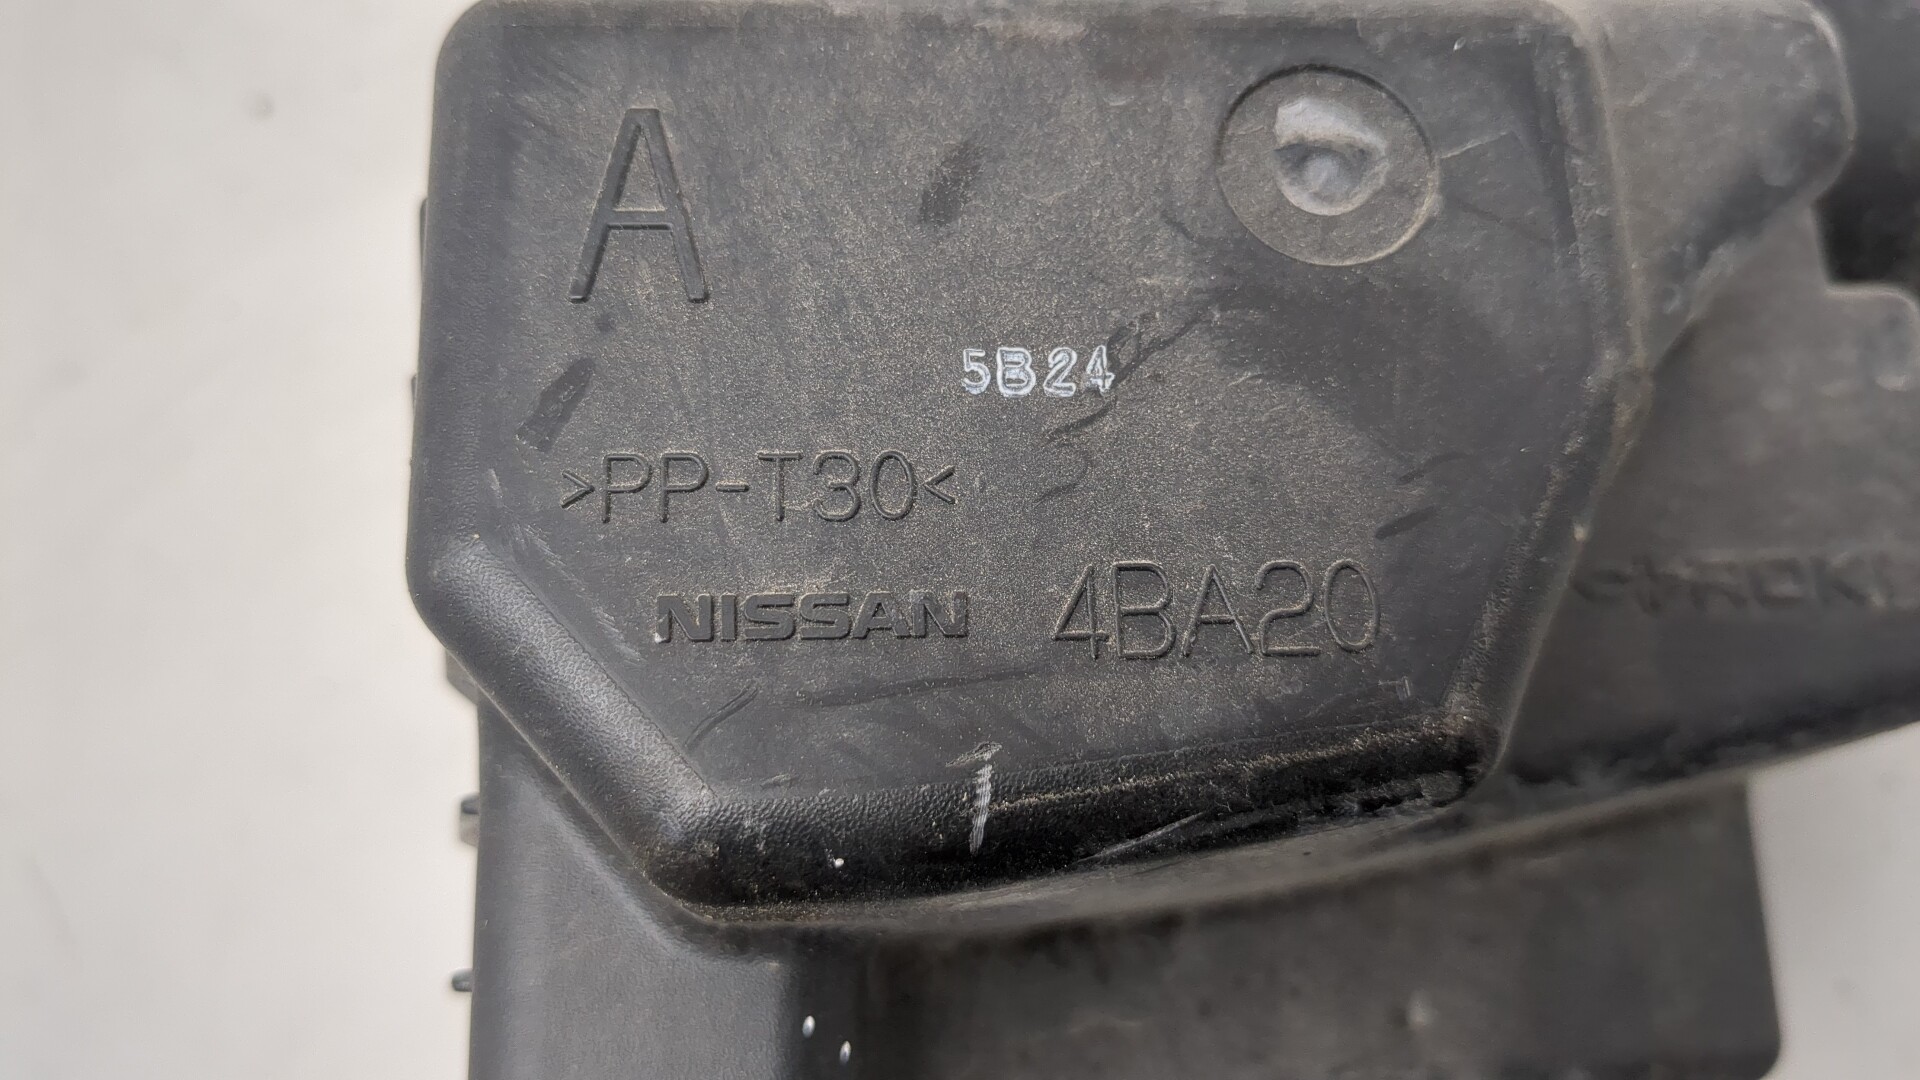 A
5B24
>PP-T30<
NISSAN 4BA20